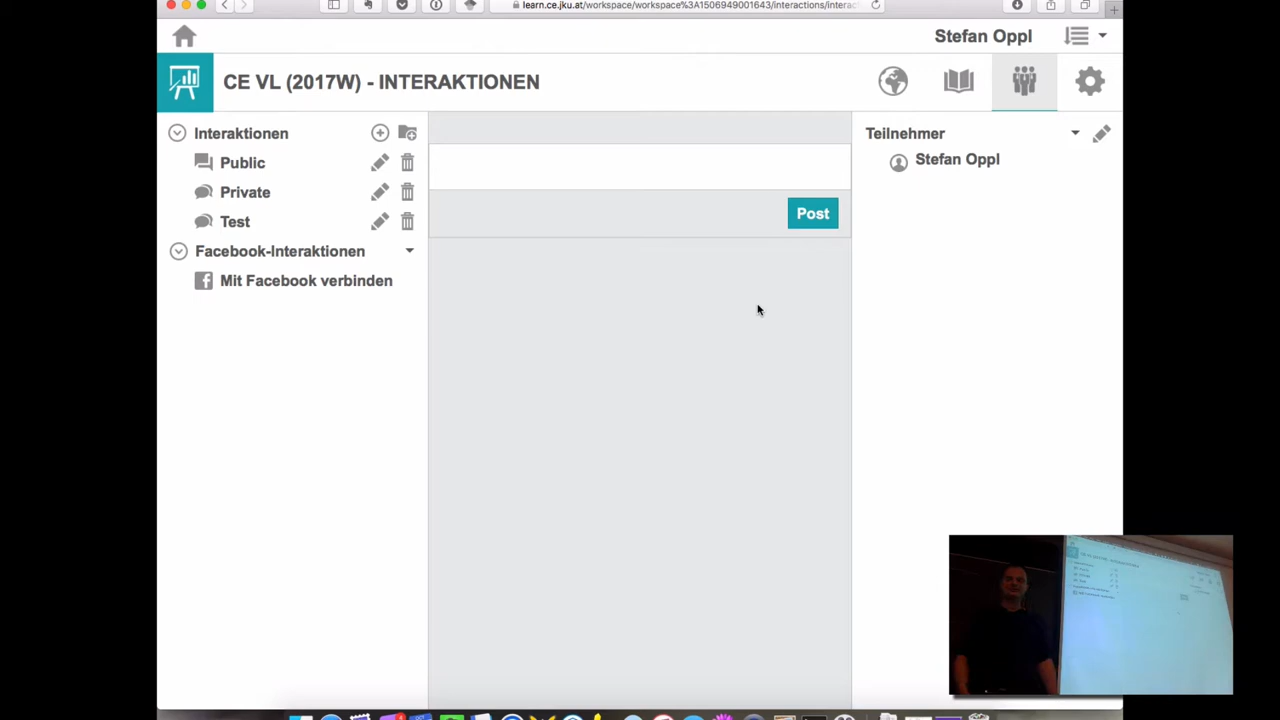 learn.ce.jku.at/workspace/workspace%3A1506949001643/interactions/interac
Stefan Oppl
CE VL (2017W) - INTERAKTIONEN
Interaktionen
Public
Private
Test
Facebook-Interaktionen
Mit Facebook verbinden
Post
Teilnehmer
Stefan Oppl